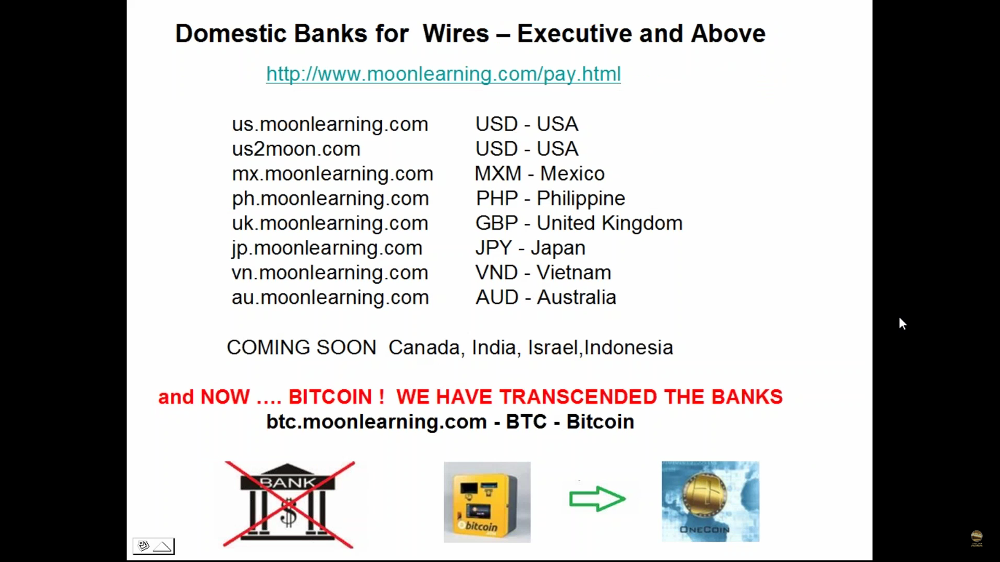 Domestic Banks for Wires – Executive and Above
http://www.moonlearning.com/pay.html
us.moonlearning.com USD - USA
us2moon.com USD - USA
mx.moonlearning.com MXM - Mexico
ph.moonlearning.com PHP - Philippine
uk.moonlearning.com GBP - United Kingdom
jp.moonlearning.com JPY - Japan
vn.moonlearning.com VND - Vietnam
au.moonlearning.com AUD - Australia
COMING SOON Canada, India, Israel,Indonesia
and NOW .... BITCOIN ! WE HAVE TRANSCENDED THE BANKS
btc.moonlearning.com - BTC - Bitcoin
BANK
$
bitcoin
ONECOIN